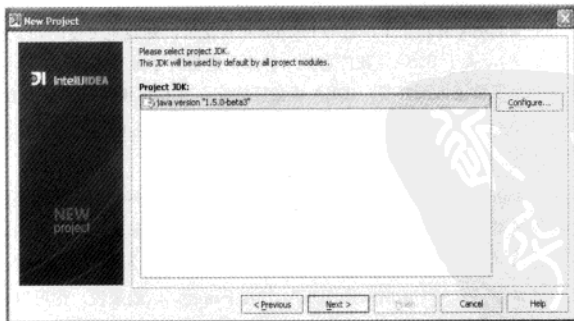 New Project
Please select project JDK.
This JDK will be used by default by all project modules.
IntelliJIDEA
Project JDK:
java version "1.5.0-beta3"
Configure...
NEW
project
< Previous
Next >
Finish
Cancel
Help